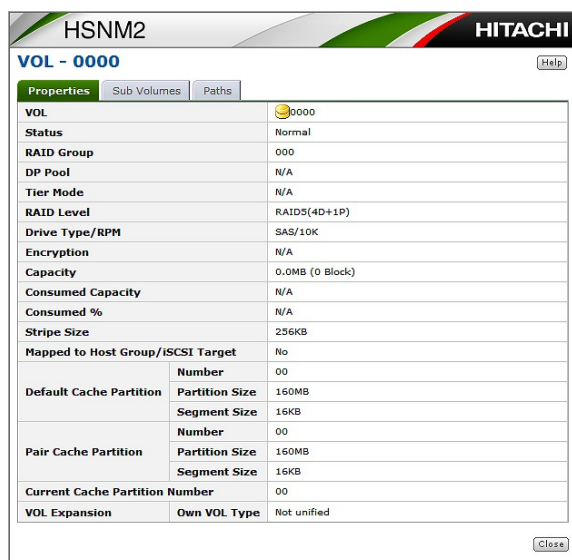 HSNM2
HITACHI
VOL - 0000
Help
Properties Sub Volumes Paths
VOL 0000
Status Normal
RAID Group 000
DP Pool N/A
Tier Mode N/A
RAID Level RAID5(4D+1P)
Drive Type/RPM SAS/10K
Encryption N/A
Capacity 0.0MB (0 Block)
Consumed Capacity N/A
Consumed % N/A
Stripe Size 256KB
Mapped to Host Group/iSCSI Target No
Default Cache Partition
Number 00
Partition Size 160MB
Segment Size 16KB
Pair Cache Partition
Number 00
Partition Size 160MB
Segment Size 16KB
Current Cache Partition Number 00
VOL Expansion Own VOL Type Not unified
Close